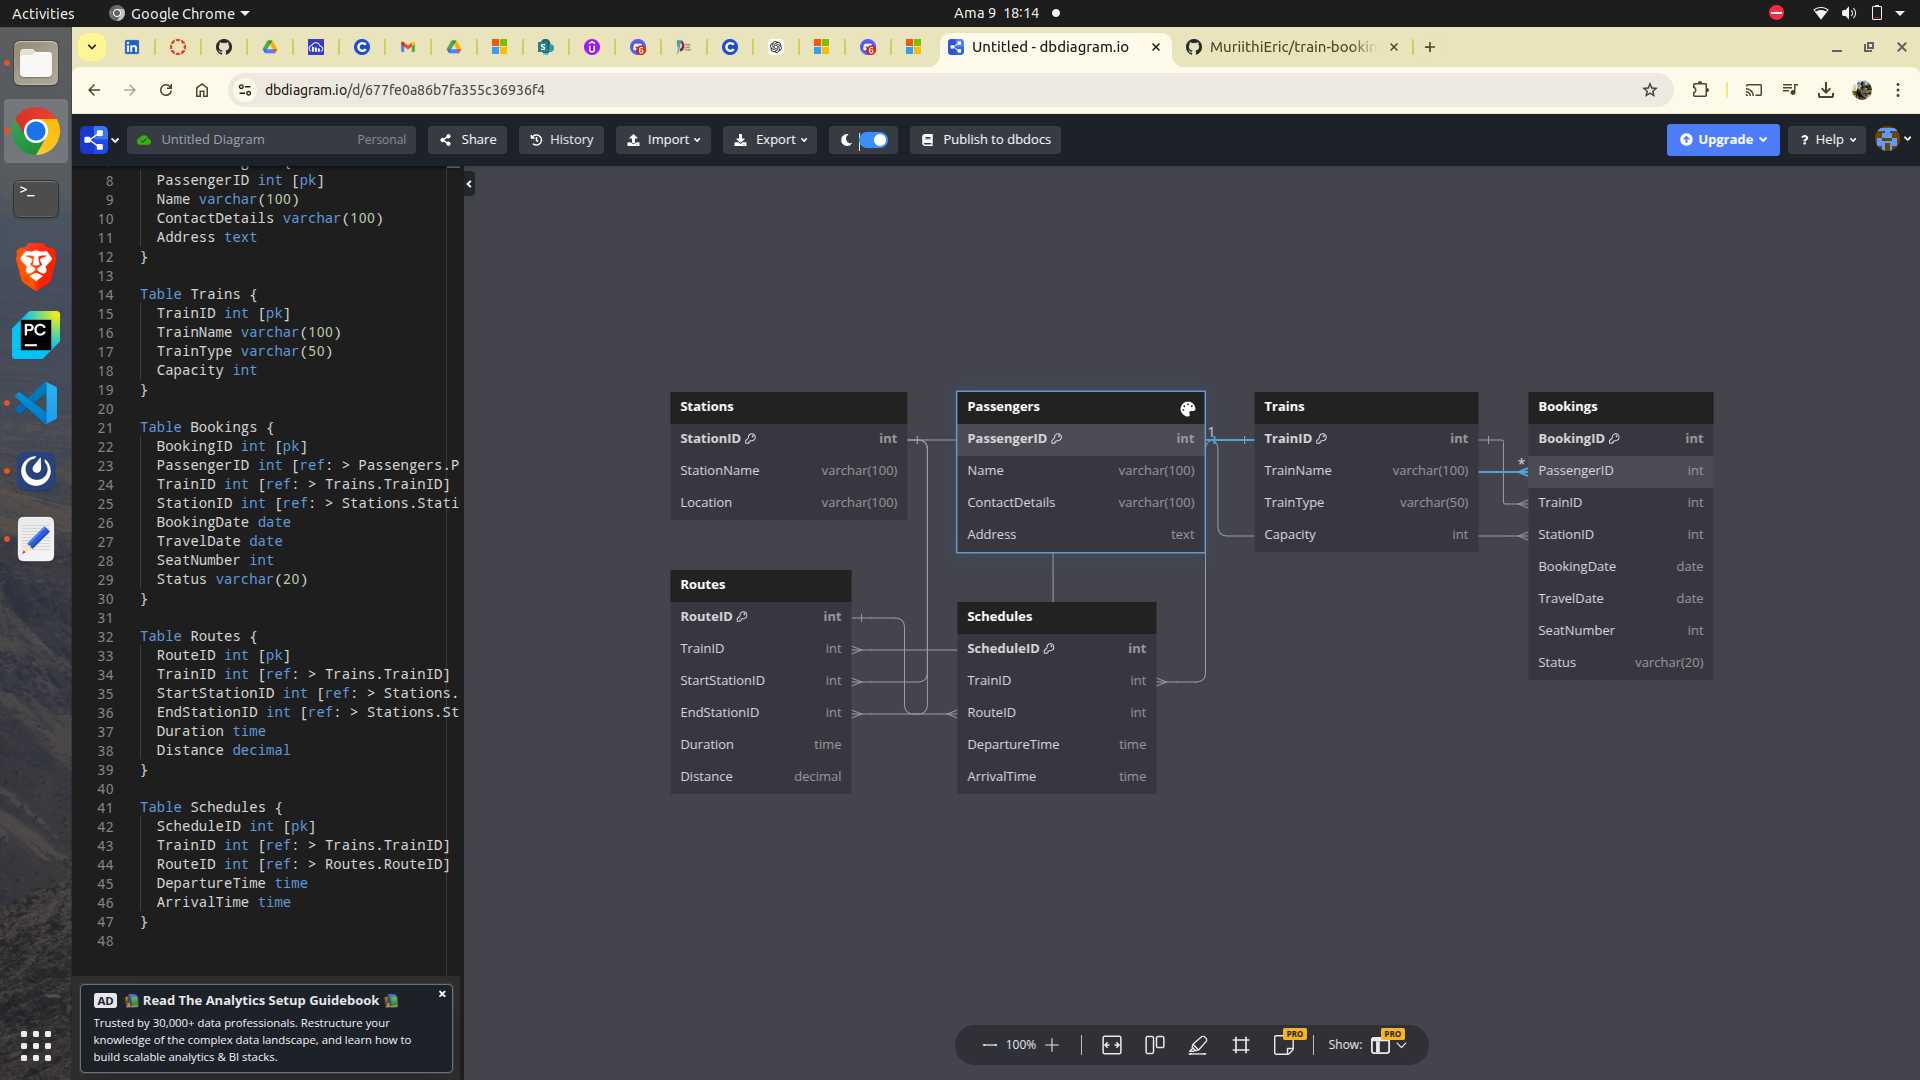 Activities
Google Chrome
Ama 9 18:14
Untitled - dbdiagram.io
MuriithiEric/train-bookin
dbdiagram.io/d/677fe0a86b7fa355c36936f4
Untitled Diagram
Personal
Share
History
Import
Export
Publish to dbdocs
Upgrade
? Help
8 PassengerID int [pk]
9 Name varchar(100)
10 ContactDetails varchar(100)
11 Address text
12 }
13
14 Table Trains {
15 TrainID int [pk]
16 TrainName varchar(100)
17 TrainType varchar(50)
18 Capacity int
19 }
20
21 Table Bookings {
22 BookingID int [pk]
23 PassengerID int [ref: > Passengers.P
24 TrainID int [ref: > Trains.TrainID]
25 StationID int [ref: > Stations.Stati
26 BookingDate date
27 TravelDate date
28 SeatNumber int
29 Status varchar(20)
30 }
31
32 Table Routes {
33 RouteID int [pk]
34 TrainID int [ref: > Trains.TrainID]
35 StartStationID int [ref: > Stations.
36 EndStationID int [ref: > Stations.St
37 Duration time
38 Distance decimal
39 }
40
41 Table Schedules {
42 ScheduleID int [pk]
43 TrainID int [ref: > Trains.TrainID]
44 RouteID int [ref: > Routes.RouteID]
45 DepartureTime time
46 ArrivalTime time
47 }
48
AD Read The Analytics Setup Guidebook
Trusted by 30,000+ data professionals. Restructure your
knowledge of the complex data landscape, and learn how to
build scalable analytics & BI stacks.
Stations
StationID int
StationName varchar(100)
Location varchar(100)
Passengers
PassengerID int
Name varchar(100)
ContactDetails varchar(100)
Address text
1
Trains
TrainID int
TrainName varchar(100)
TrainType varchar(50)
Capacity int
*
Bookings
BookingID int
PassengerID int
TrainID int
StationID int
BookingDate date
TravelDate date
SeatNumber int
Status varchar(20)
Routes
RouteID int
TrainID int
StartStationID int
EndStationID int
Duration time
Distance decimal
Schedules
ScheduleID int
TrainID int
RouteID int
DepartureTime time
ArrivalTime time
100%
PRO
Show:
PRO
PC